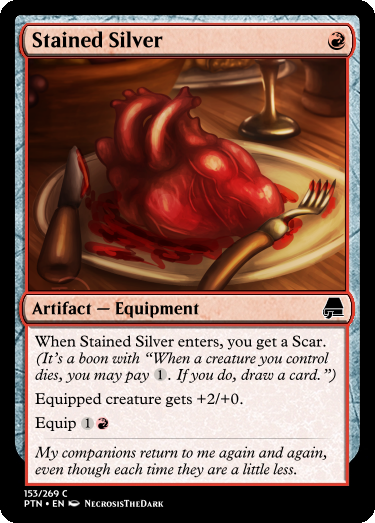 Stained Silver
Artifact — Equipment
When Stained Silver enters, you get a Scar.
(It's a boon with “When a creature you control
dies, you may pay 1. If you do, draw a card.”)
Equipped creature gets +2/+0.
Equip 1
My companions return to me again and again,
even though each time they are a little less.
153/269 C
PTN • EN NecrosisTheDark